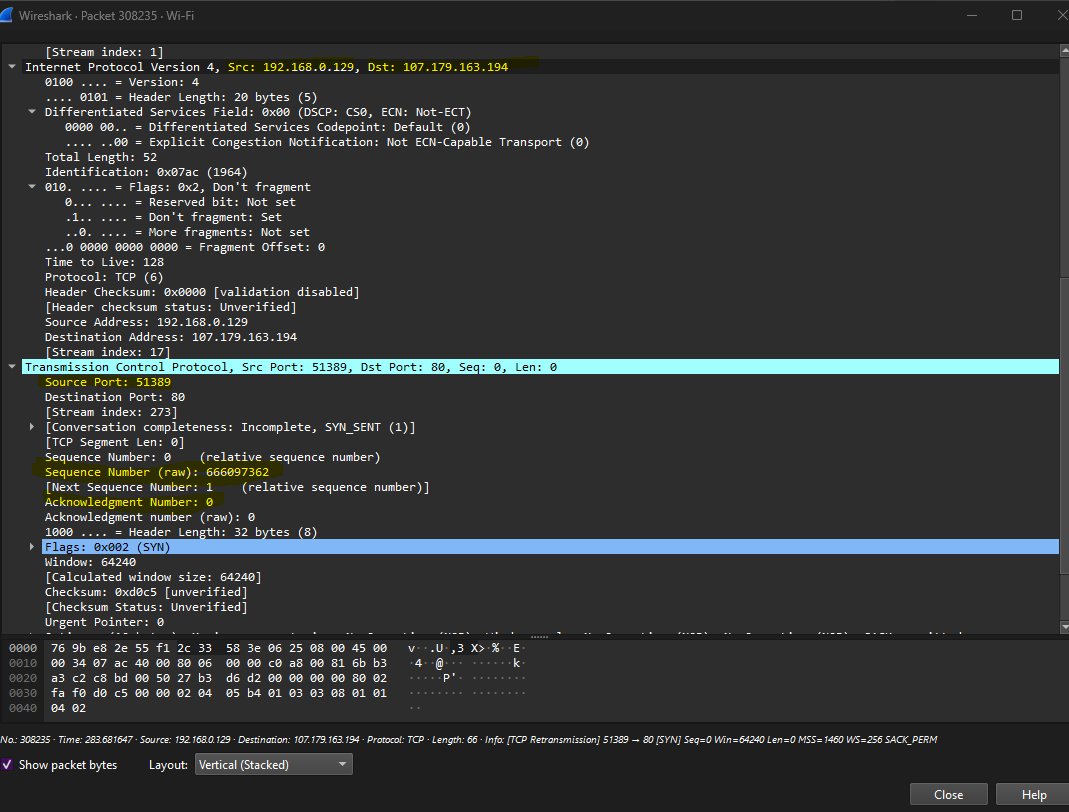 Wireshark · Packet 308235 · Wi-Fi
[Stream index: 1]
Internet Protocol Version 4, Src: 192.168.0.129, Dst: 107.179.163.194
0100 .... = Version: 4
.... 0101 = Header Length: 20 bytes (5)
Differentiated Services Field: 0x00 (DSCP: CS0, ECN: Not-ECT)
0000 00.. = Differentiated Services Codepoint: Default (0)
.... ..00 = Explicit Congestion Notification: Not ECN-Capable Transport (0)
Total Length: 52
Identification: 0x07ac (1964)
010. .... = Flags: 0x2, Don't fragment
0... .... = Reserved bit: Not set
.1.. .... = Don't fragment: Set
..0. .... = More fragments: Not set
...0 0000 0000 0000 = Fragment Offset: 0
Time to Live: 128
Protocol: TCP (6)
Header Checksum: 0x0000 [validation disabled]
[Header checksum status: Unverified]
Source Address: 192.168.0.129
Destination Address: 107.179.163.194
[Stream index: 17]
Transmission Control Protocol, Src Port: 51389, Dst Port: 80, Seq: 0, Len: 0
Source Port: 51389
Destination Port: 80
[Stream index: 273]
[Conversation completeness: Incomplete, SYN_SENT (1)]
[TCP Segment Len: 0]
Sequence Number: 0    (relative sequence number)
Sequence Number (raw): 666097362
[Next Sequence Number: 1    (relative sequence number)]
Acknowledgment Number: 0
Acknowledgment number (raw): 0
1000 .... = Header Length: 32 bytes (8)
Flags: 0x002 (SYN)
Window: 64240
[Calculated window size: 64240]
Checksum: 0xd0c5 [unverified]
[Checksum Status: Unverified]
Urgent Pointer: 0
0000 76 9b e8 2e 55 f1 2c 33 58 3e 06 25 08 00 45 00 v··.U·,3 X>·%··E·
0010 00 34 07 ac 40 00 80 06 00 00 c0 a8 00 81 6b b3 ·4··@··· ······k·
0020 a3 c2 c8 bd 00 50 27 b3 d6 d2 00 00 00 00 80 02 ·····P'· ········
0030 fa f0 d0 c5 00 00 02 04 05 b4 01 03 03 08 01 01 ········ ········
0040 04 02 ··
No.: 308235 · Time: 283.681647 · Source: 192.168.0.129 · Destination: 107.179.163.194 · Protocol: TCP · Length: 66 · Info: [TCP Retransmission] 51389 → 80 [SYN] Seq=0 Win=64240 Len=0 MSS=1460 WS=256 SACK_PERM
Show packet bytes Layout: Vertical (Stacked)
Close Help